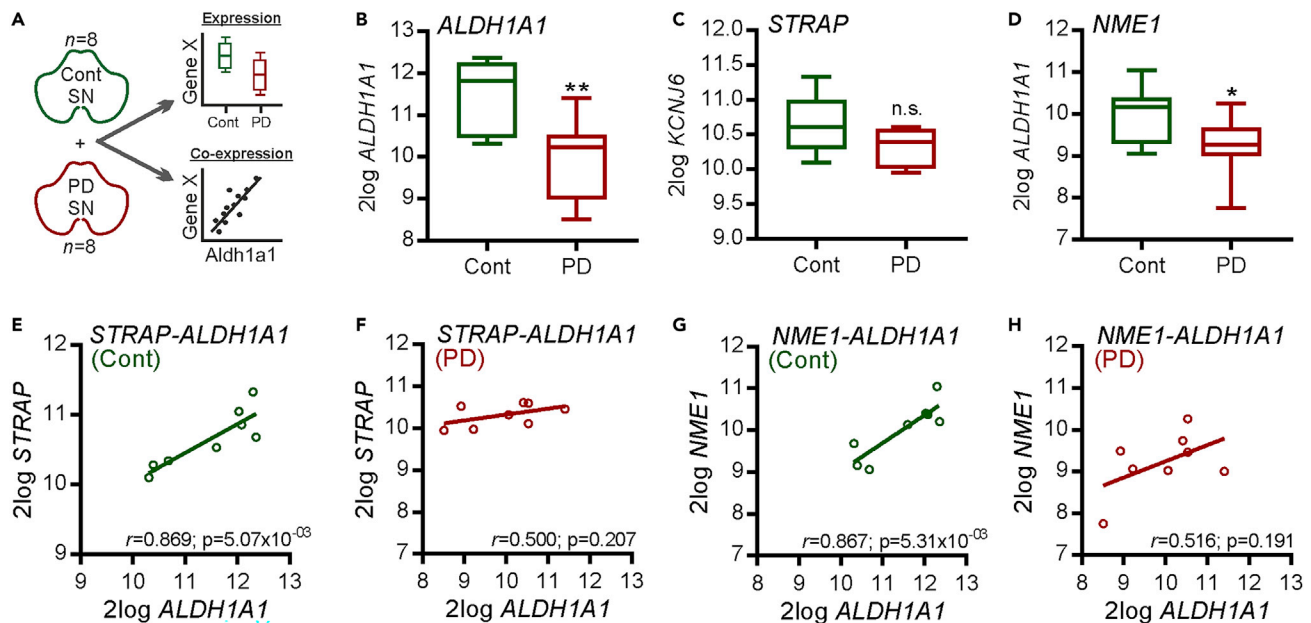 A
n=8
Cont
SN
+
PD
SN
n=8
Expression
Gene X
Cont PD
Co-expression
Gene X
Aldh1a1
B
ALDH1A1
2log ALDH1A1
13
12
11
10
9
8
**
Cont PD
C
STRAP
2log KCNJ6
12.0
11.5
11.0
10.5
10.0
9.5
9.0
n.s.
Cont PD
D
NME1
2log ALDH1A1
12
11
10
9
8
7
*
Cont PD
E
STRAP-ALDH1A1
(Cont)
2log STRAP
12
11
10
9
r=0.869; p=5.07x10-03
9 10 11 12 13
2log ALDH1A1
F
STRAP-ALDH1A1
(PD)
2log STRAP
12
11
10
9
8
7
r=0.500; p=0.207
8 9 10 11 12 13
2log ALDH1A1
G
NME1-ALDH1A1
(Cont)
2log NME1
12
11
10
9
8
7
r=0.867; p=5.31x10-03
9 10 11 12 13
2log ALDH1A1
H
NME1-ALDH1A1
(PD)
2log NME1
12
11
10
9
8
7
r=0.516; p=0.191
8 9 10 11 12 13
2log ALDH1A1